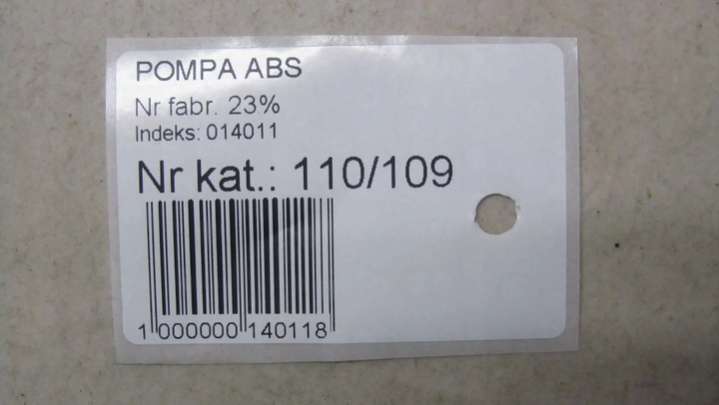 POMPA ABS
Nr fabr. 23%
Indeks: 014011
Nr kat.: 110/109
1 000000 140118